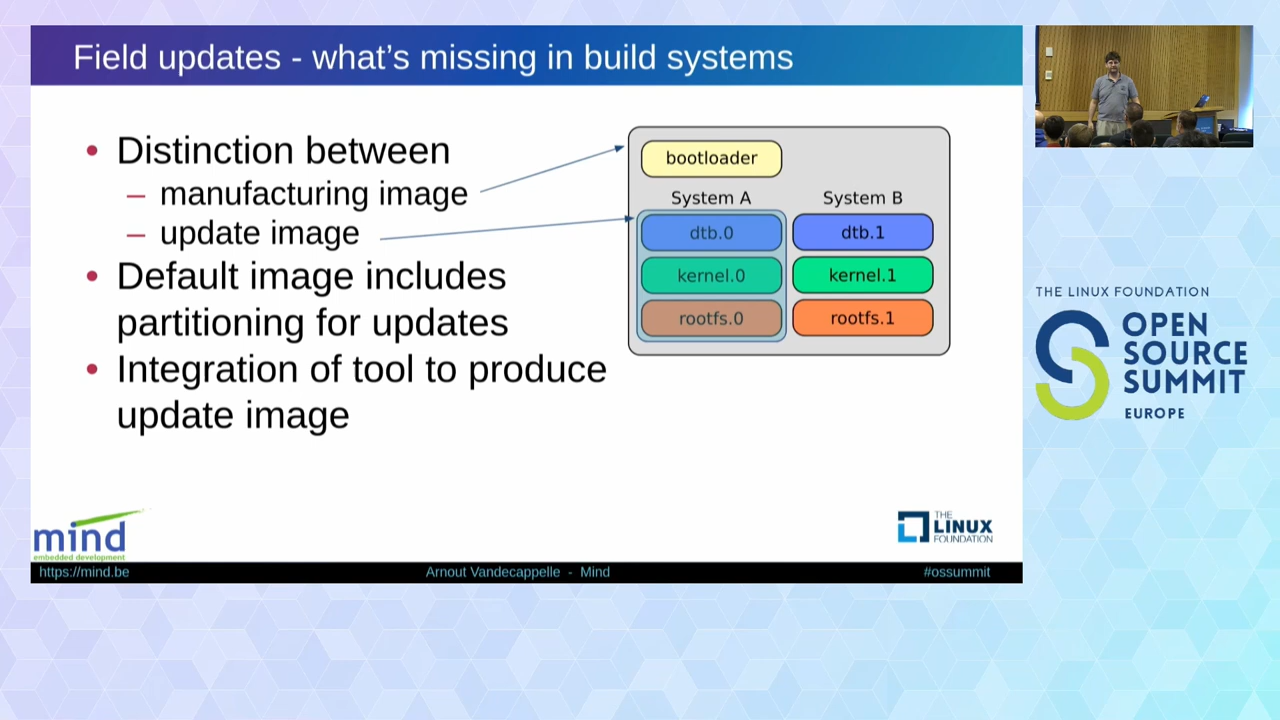 Field updates - what's missing in build systems
• Distinction between
– manufacturing image
– update image
• Default image includes
partitioning for updates
• Integration of tool to produce
update image
bootloader
System A System B
dtb.0 dtb.1
kernel.0 kernel.1
rootfs.0 rootfs.1
mind
embedded development
THE
LINUX
FOUNDATION
https://mind.be Arnout Vandecappelle - Mind #ossummit
THE LINUX FOUNDATION
OPEN
SOURCE
SUMMIT
EUROPE